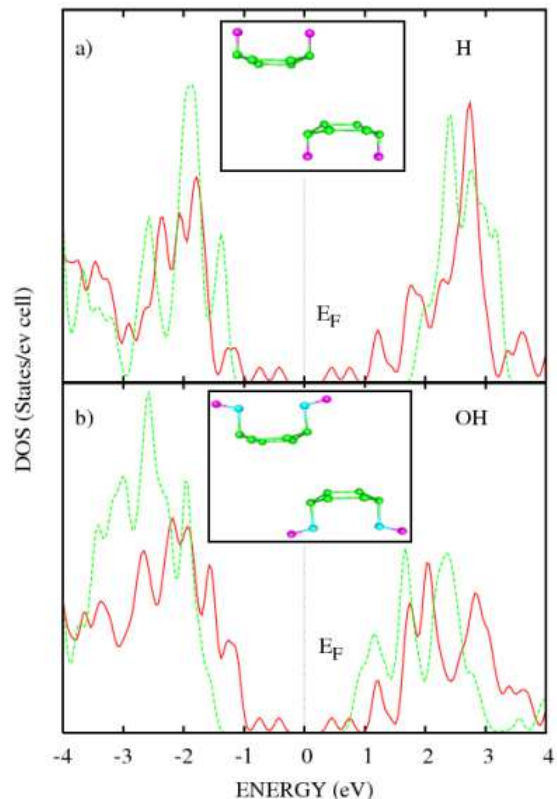 a)
H
E_F
b)
OH
E_F
DOS (States/ev cell)
-4 -3 -2 -1 0 1 2 3 4
ENERGY (eV)